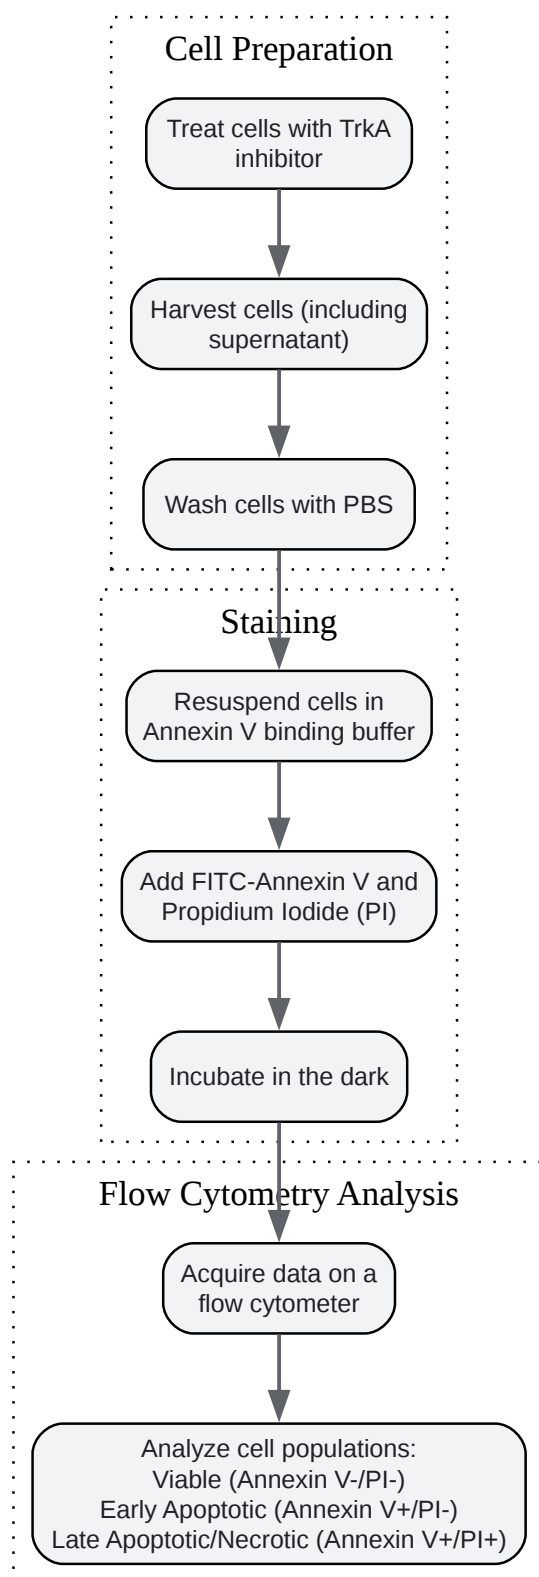 Cell Preparation
Treat cells with TrkA
inhibitor
Harvest cells (including
supernatant)
Wash cells with PBS
Staining
Resuspend cells in
Annexin V binding buffer
Add FITC-Annexin V and
Propidium Iodide (PI)
Incubate in the dark
Flow Cytometry Analysis
Acquire data on a
flow cytometer
Analyze cell populations:
Viable (Annexin V-/PI-)
Early Apoptotic (Annexin V+/PI-)
Late Apoptotic/Necrotic (Annexin V+/PI+)